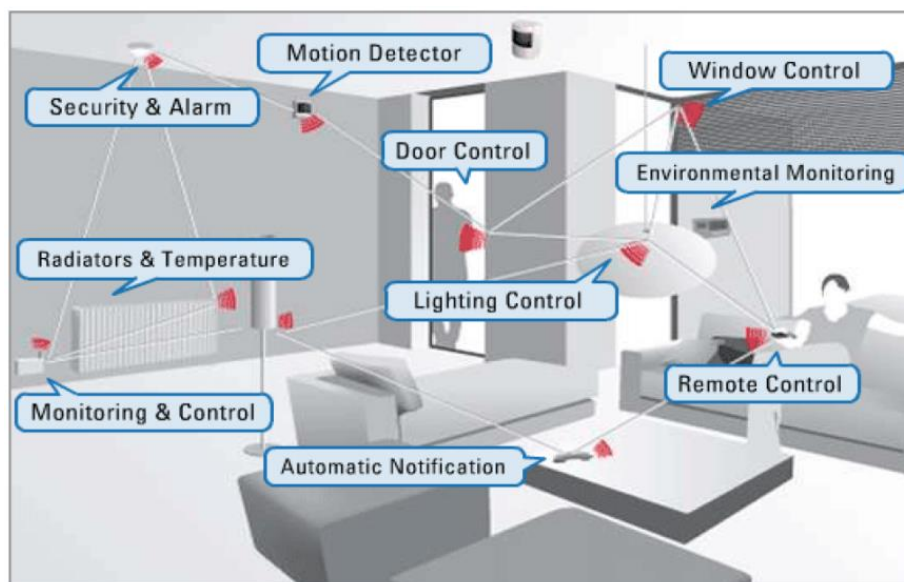 Motion Detector
Window Control
Security & Alarm
Door Control
Environmental Monitoring
Radiators & Temperature
Lighting Control
Remote Control
Monitoring & Control
Automatic Notification